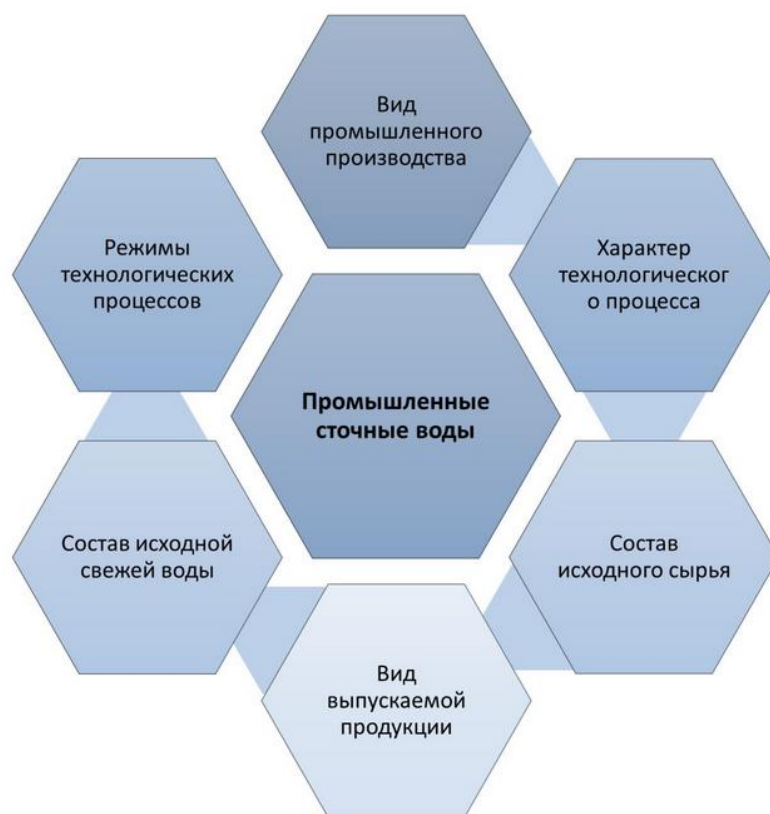 Вид
промышленного
производства
Режимы
технологических
процессов
Характер
технологическог
о процесса
Промышленные
сточные воды
Состав исходной
свежей воды
Состав
исходного сырья
Вид
выпускаемой
продукции